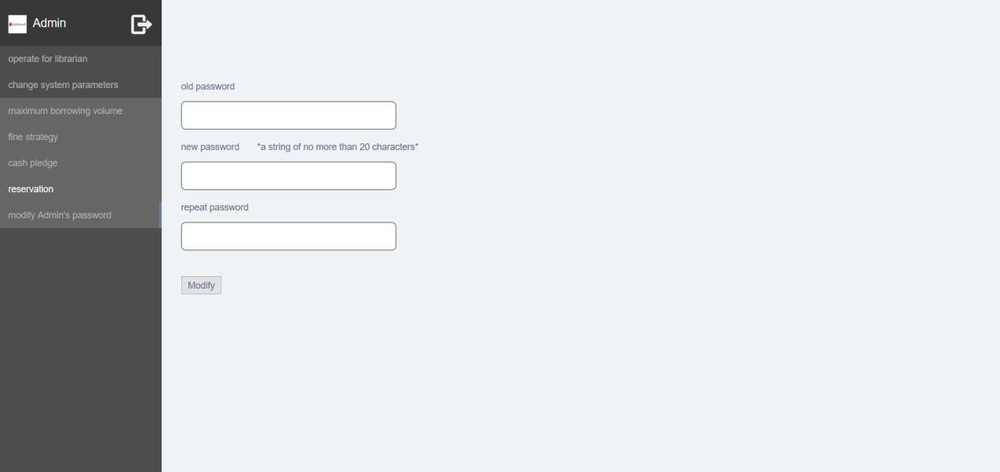 Admin
operate for librarian
change system parameters
maximum borrowing volume
fine strategy
cash pledge
reservation
modify Admin's password
old password
new password *a string of no more than 20 characters*
repeat password
Modify